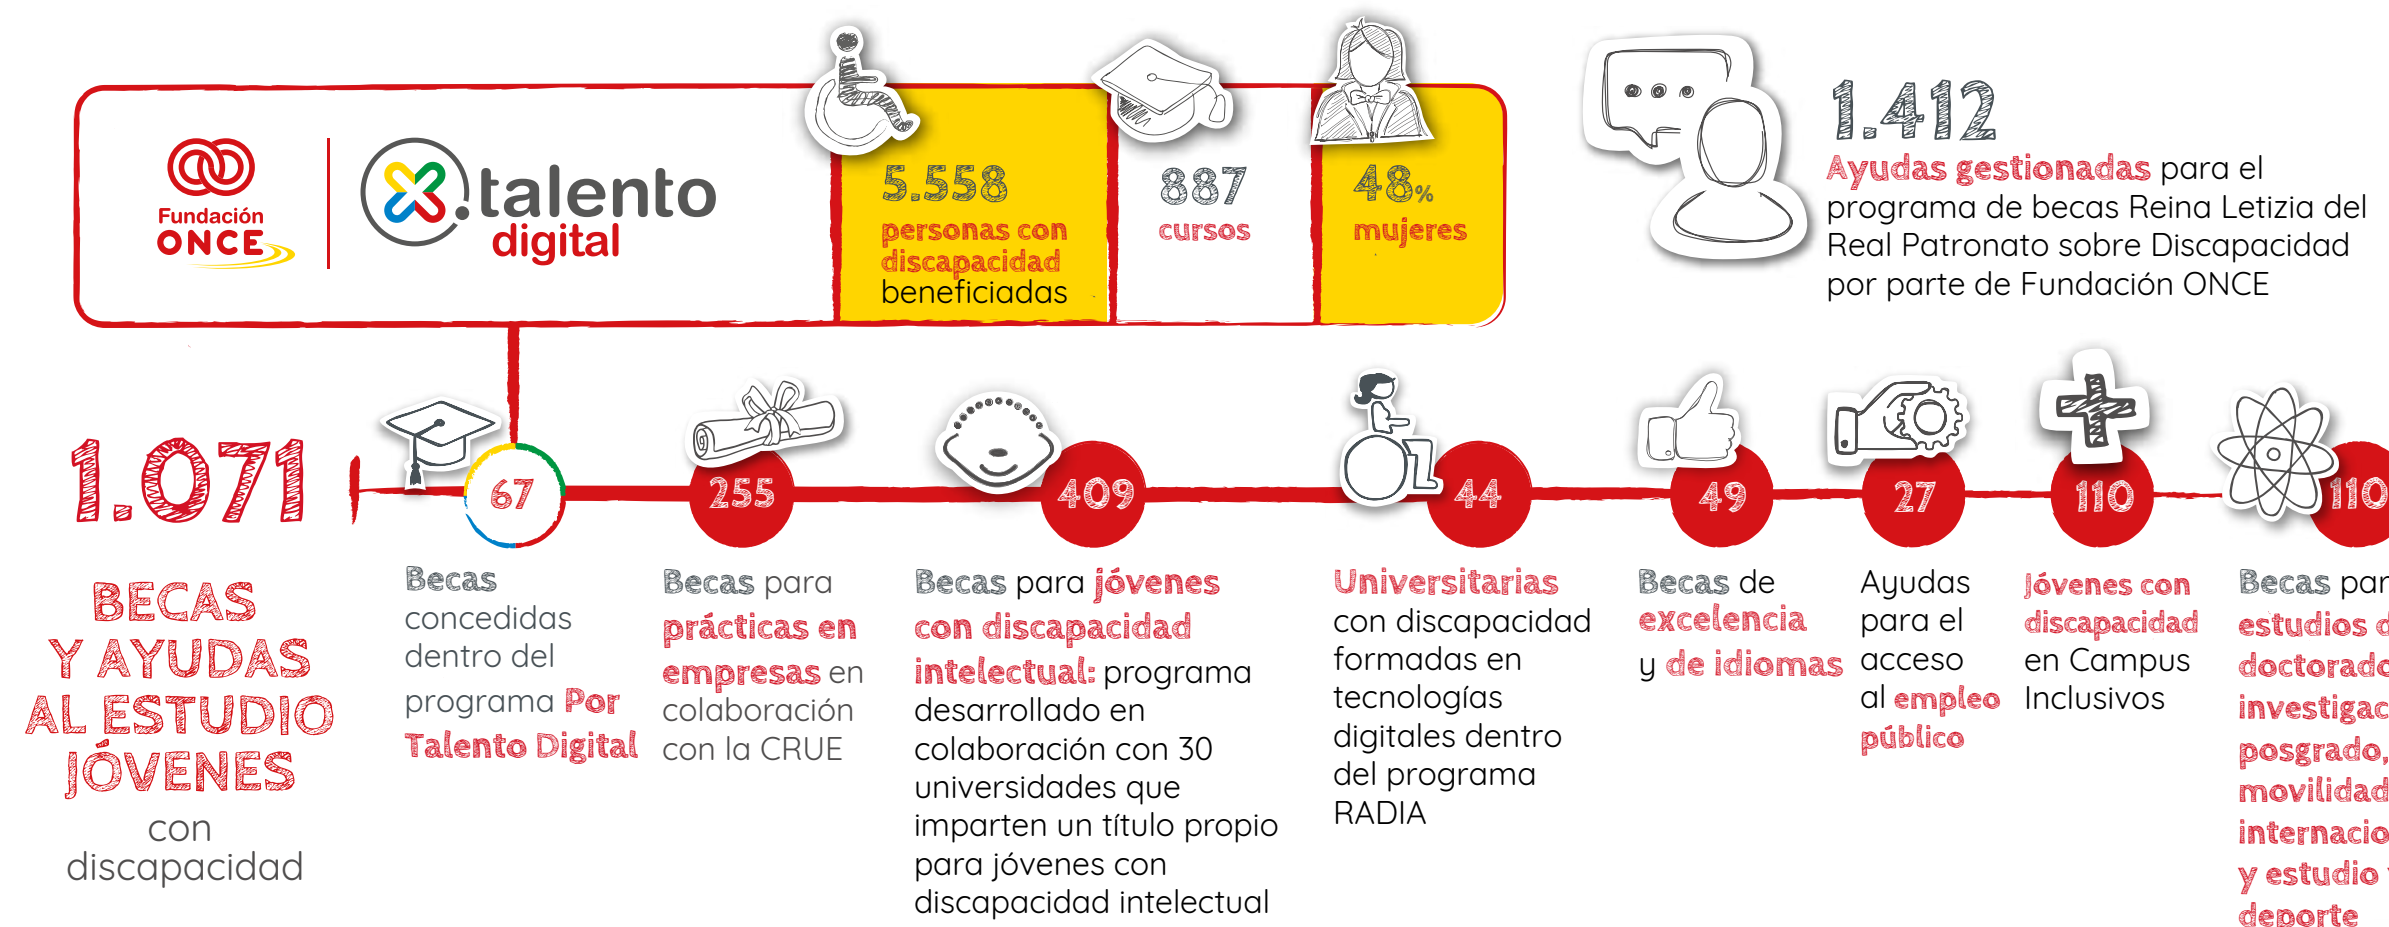 Fundación
ONCE
talento
digital
5.558
personas con
discapacidad
beneficiadas
887
cursos
48%
mujeres
1.412
Ayudas gestionadas para el
programa de becas Reina Letizia del
Real Patronato sobre Discapacidad
por parte de Fundación ONCE
1.071
BECAS
Y AYUDAS
AL ESTUDIO
JÓVENES
con
discapacidad
67
Becas
concedidas
dentro del
programa Por
Talento Digital
255
Becas para
prácticas en
empresas en
colaboración
con la CRUE
409
Becas para jóvenes
con discapacidad
intelectual: programa
desarrollado en
colaboración con 30
universidades que
imparten un título propio
para jóvenes con
discapacidad intelectual
44
Universitarias
con discapacidad
formadas en
tecnologías
digitales dentro
del programa
RADIA
49
Becas de
excelencia
y de idiomas
27
Ayudas
para el
acceso
al empleo
público
110
Jóvenes con
discapacidad
en Campus
Inclusivos
110
Becas
estudios
posgrado,
movilidad
y estudio
deporte